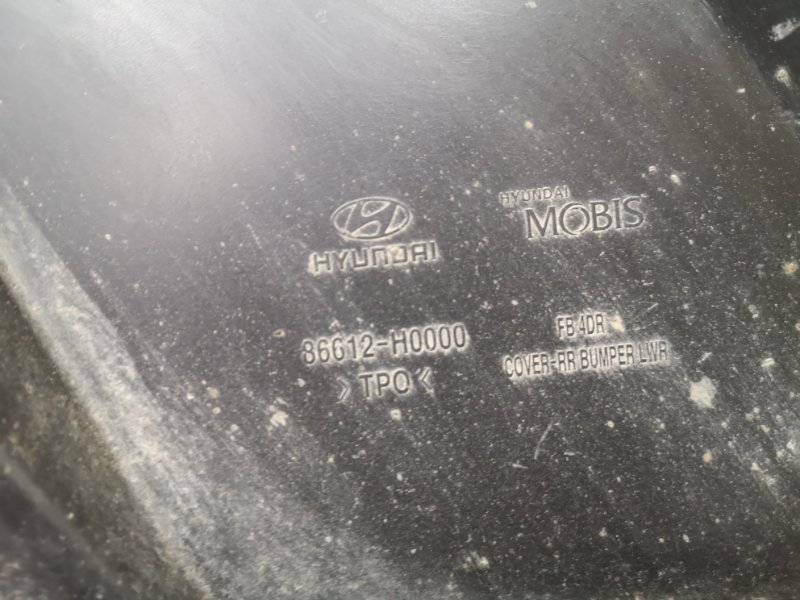 HYUNDAI
HYUNDAI
MOBIS
86612-H0000
>TPO<
FB 4DR
COVER-RR BUMPER LWR